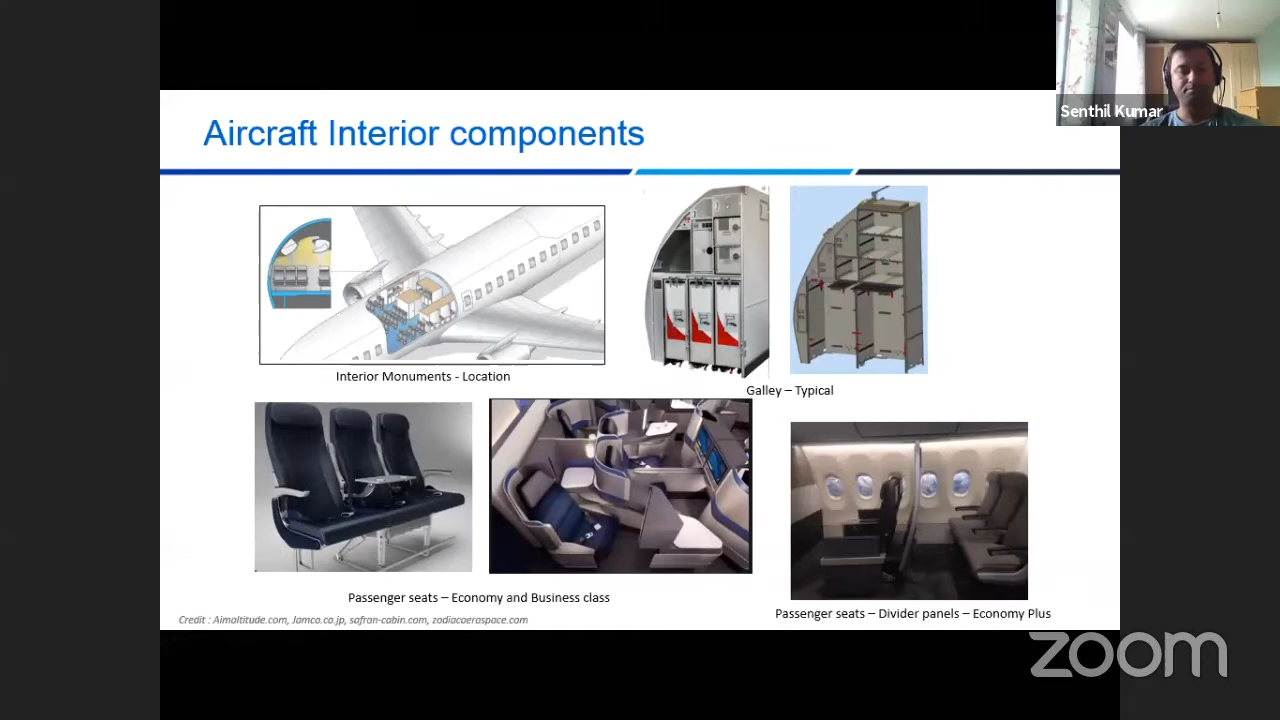 Senthil Kumar
Aircraft Interior components
Interior Monuments - Location
Galley – Typical
Passenger seats – Economy and Business class
Passenger seats – Divider panels – Economy Plus
Credit : Aimaltitude.com, Jamco.co.jp, safran-cabin.com, zodiacaerospace.com
zoom